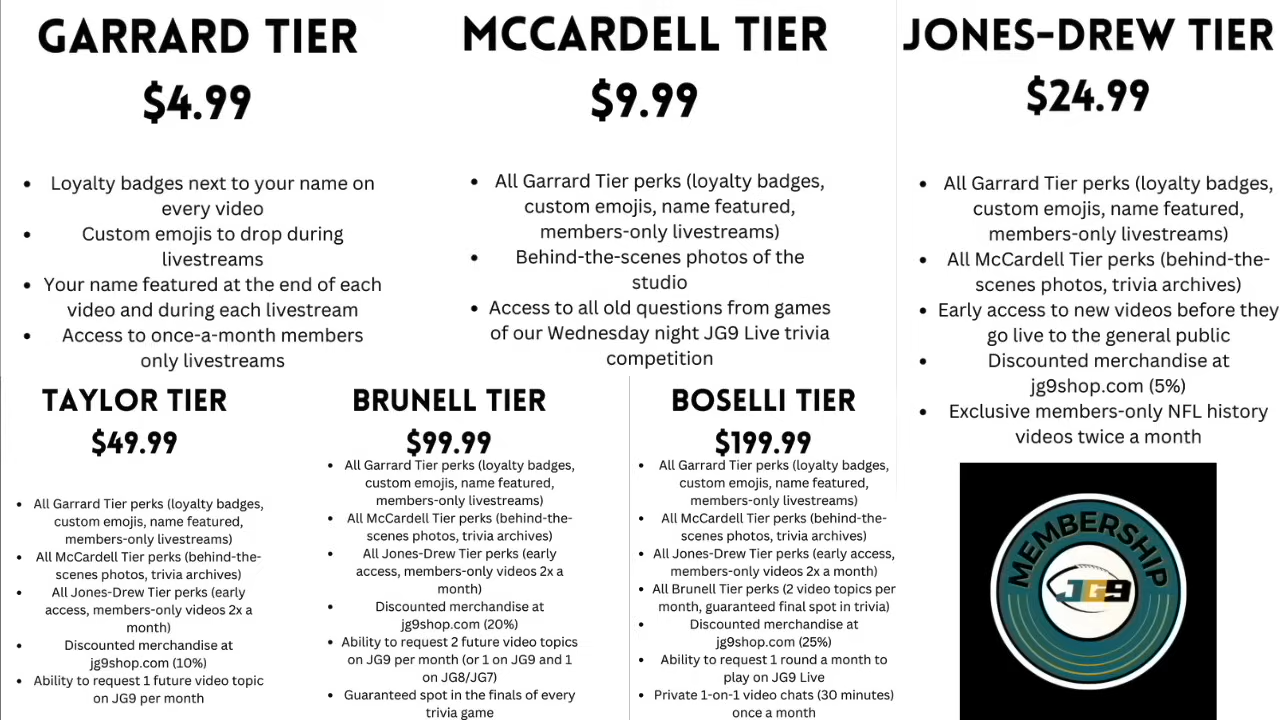 GARRARD TIER
$4.99
• Loyalty badges next to your name on
every video
• Custom emojis to drop during
livestreams
• Your name featured at the end of each
video and during each livestream
• Access to once-a-month members
only livestreams
MCCARDELL TIER
$9.99
• All Garrard Tier perks (loyalty badges,
custom emojis, name featured,
members-only livestreams)
• Behind-the-scenes photos of the
studio
• Access to all old questions from games
of our Wednesday night JG9 Live trivia
competition
JONES-DREW TIER
$24.99
• All Garrard Tier perks (loyalty badges,
custom emojis, name featured,
members-only livestreams)
• All McCardell Tier perks (behind-the-
scenes photos, trivia archives)
• Early access to new videos before they
go live to the general public
• Discounted merchandise at
jg9shop.com (5%)
• Exclusive members-only NFL history
videos twice a month
TAYLOR TIER
$49.99
• All Garrard Tier perks (loyalty badges,
custom emojis, name featured,
members-only livestreams)
• All McCardell Tier perks (behind-the-
scenes photos, trivia archives)
• All Jones-Drew Tier perks (early
access, members-only videos 2x a
month)
• Discounted merchandise at
jg9shop.com (10%)
• Ability to request 1 future video topic
on JG9 per month
BRUNELL TIER
$99.99
• All Garrard Tier perks (loyalty badges,
custom emojis, name featured,
members-only livestreams)
• All McCardell Tier perks (behind-the-
scenes photos, trivia archives)
• All Jones-Drew Tier perks (early
access, members-only videos 2x a
month)
• Discounted merchandise at
jg9shop.com (20%)
• Ability to request 2 future video topics
on JG9 per month (or 1 on JG9 and 1
on JG8/JG7)
• Guaranteed spot in the finals of every
trivia game
BOSELLI TIER
$199.99
• All Garrard Tier perks (loyalty badges,
custom emojis, name featured,
members-only livestreams)
• All McCardell Tier perks (behind-the-
scenes photos, trivia archives)
• All Jones-Drew Tier perks (early access,
members-only videos 2x a month)
• All Brunell Tier perks (2 video topics per
month, guaranteed final spot in trivia)
• Discounted merchandise at
jg9shop.com (25%)
• Ability to request 1 round a month to
play on JG9 Live
• Private 1-on-1 video chats (30 minutes)
once a month
MEMBERSHIP
JG9